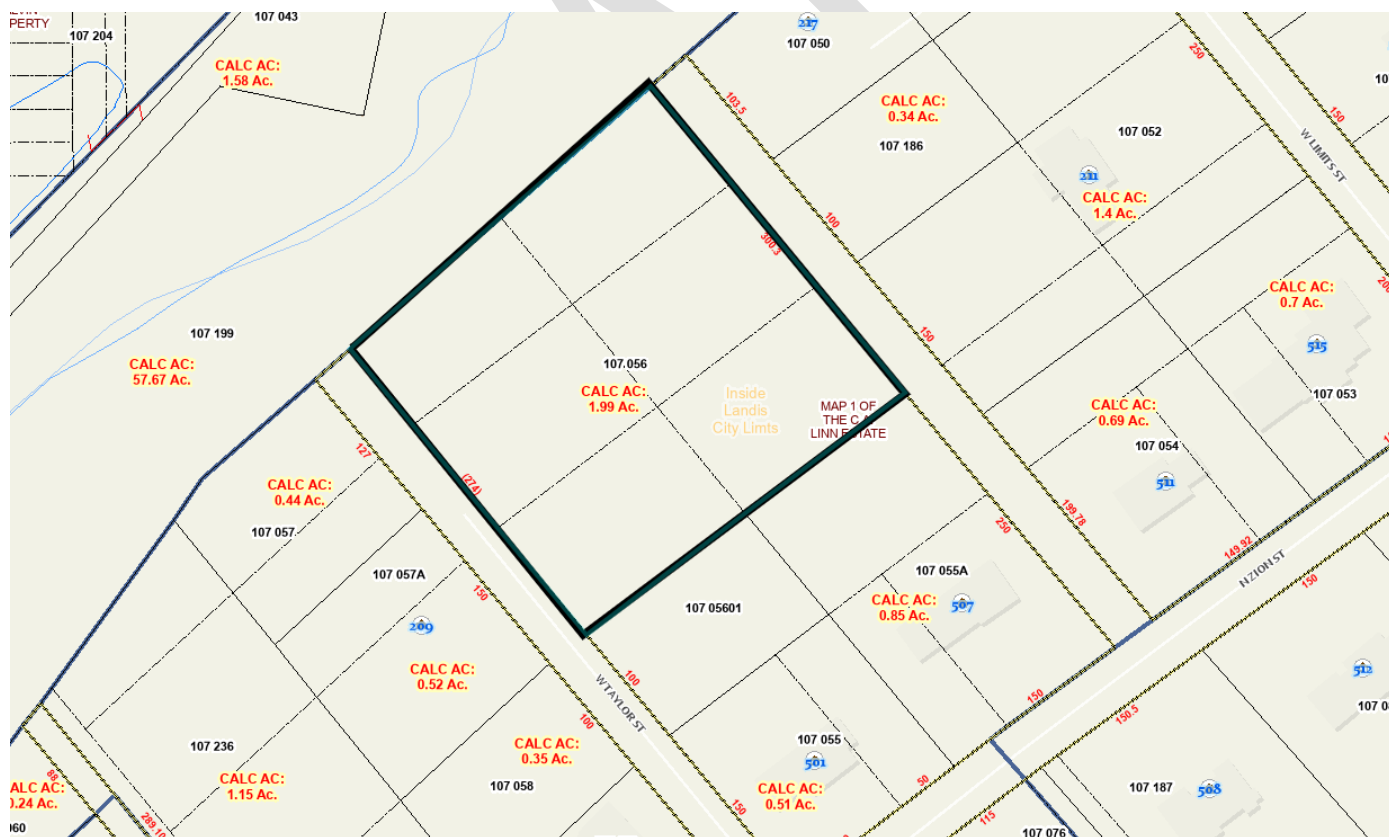 PERTY
107 204
107 043
CALC AC:
1.58 Ac.
217
107 050
250
150
103.5
CALC AC:
0.34 Ac.
107 186
107 052
W LIMITS ST
211
CALC AC:
1.4 Ac.
100
300.3
CALC AC:
0.7 Ac.
200
107 199
CALC AC:
57.67 Ac.
150
515
107 053
107 056
CALC AC:
1.99 Ac.
Inside
Landis
City Limts
MAP 1 OF
THE C A
LINN ESTATE
CALC AC:
0.69 Ac.
107 054
511
127
(274)
CALC AC:
0.44 Ac.
107 057
199.78
250
149.92
N ZION ST
150
107 057A
150
209
107 05601
107 055A
CALC AC:
0.85 Ac.
507
CALC AC:
0.52 Ac.
100
W TAYLOR ST
100
150
150.5
512
107 236
CALC AC:
1.15 Ac.
CALC AC:
0.35 Ac.
107 058
107 055
501
CALC AC:
0.51 Ac.
150
50
115
107 187
508
107 076
88
CALC AC:
0.24 Ac.
060
289.10